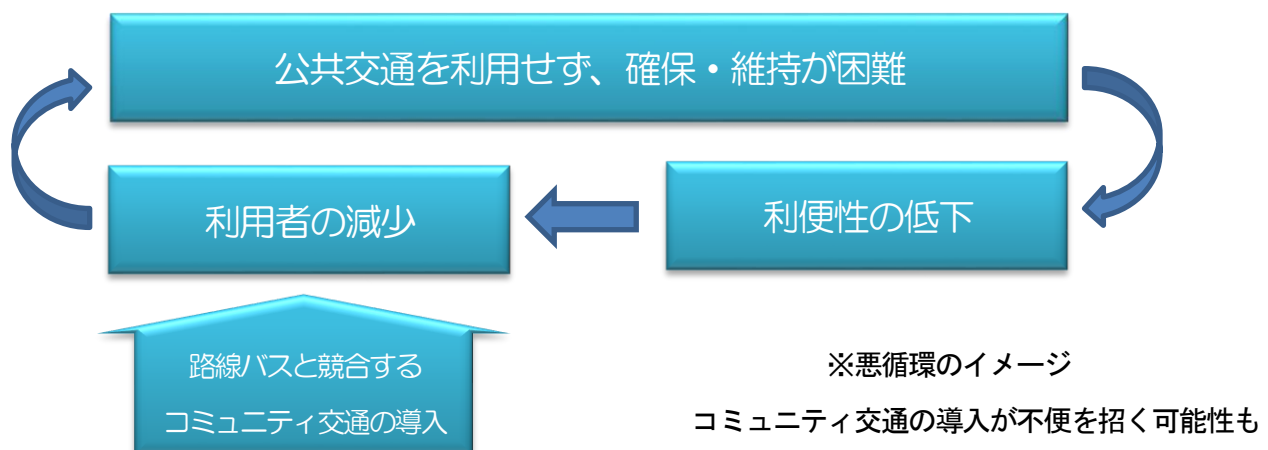 公共交通を利用せず、確保・維持が困難
利用者の減少
利便性の低下
路線バスと競合する
コミュニティ交通の導入
※悪循環のイメージ
コミュニティ交通の導入が不便を招く可能性も